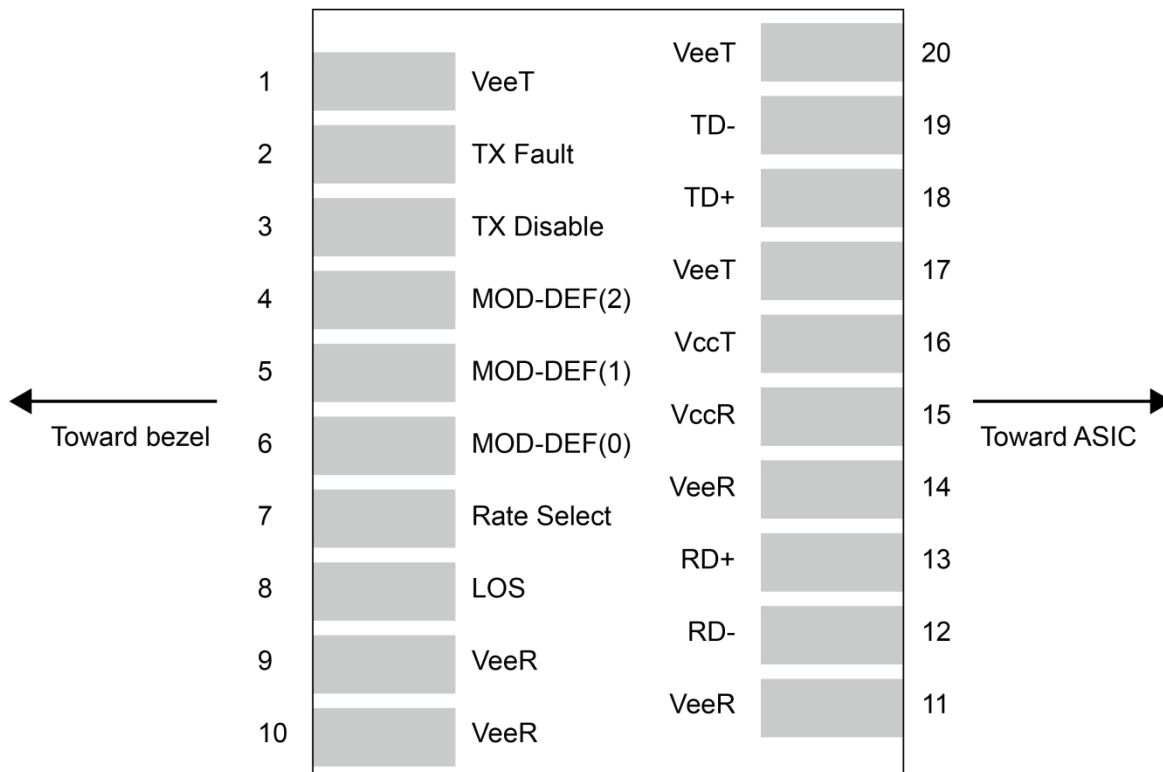 VeeT 20
1 VeeT
TD- 19
2 TX Fault
TD+ 18
3 TX Disable
VeeT 17
4 MOD-DEF(2)
VccT 16
5 MOD-DEF(1)
VccR 15
Toward bezel
Toward ASIC
6 MOD-DEF(0)
VeeR 14
7 Rate Select
RD+ 13
8 LOS
RD- 12
9 VeeR
VeeR 11
10 VeeR